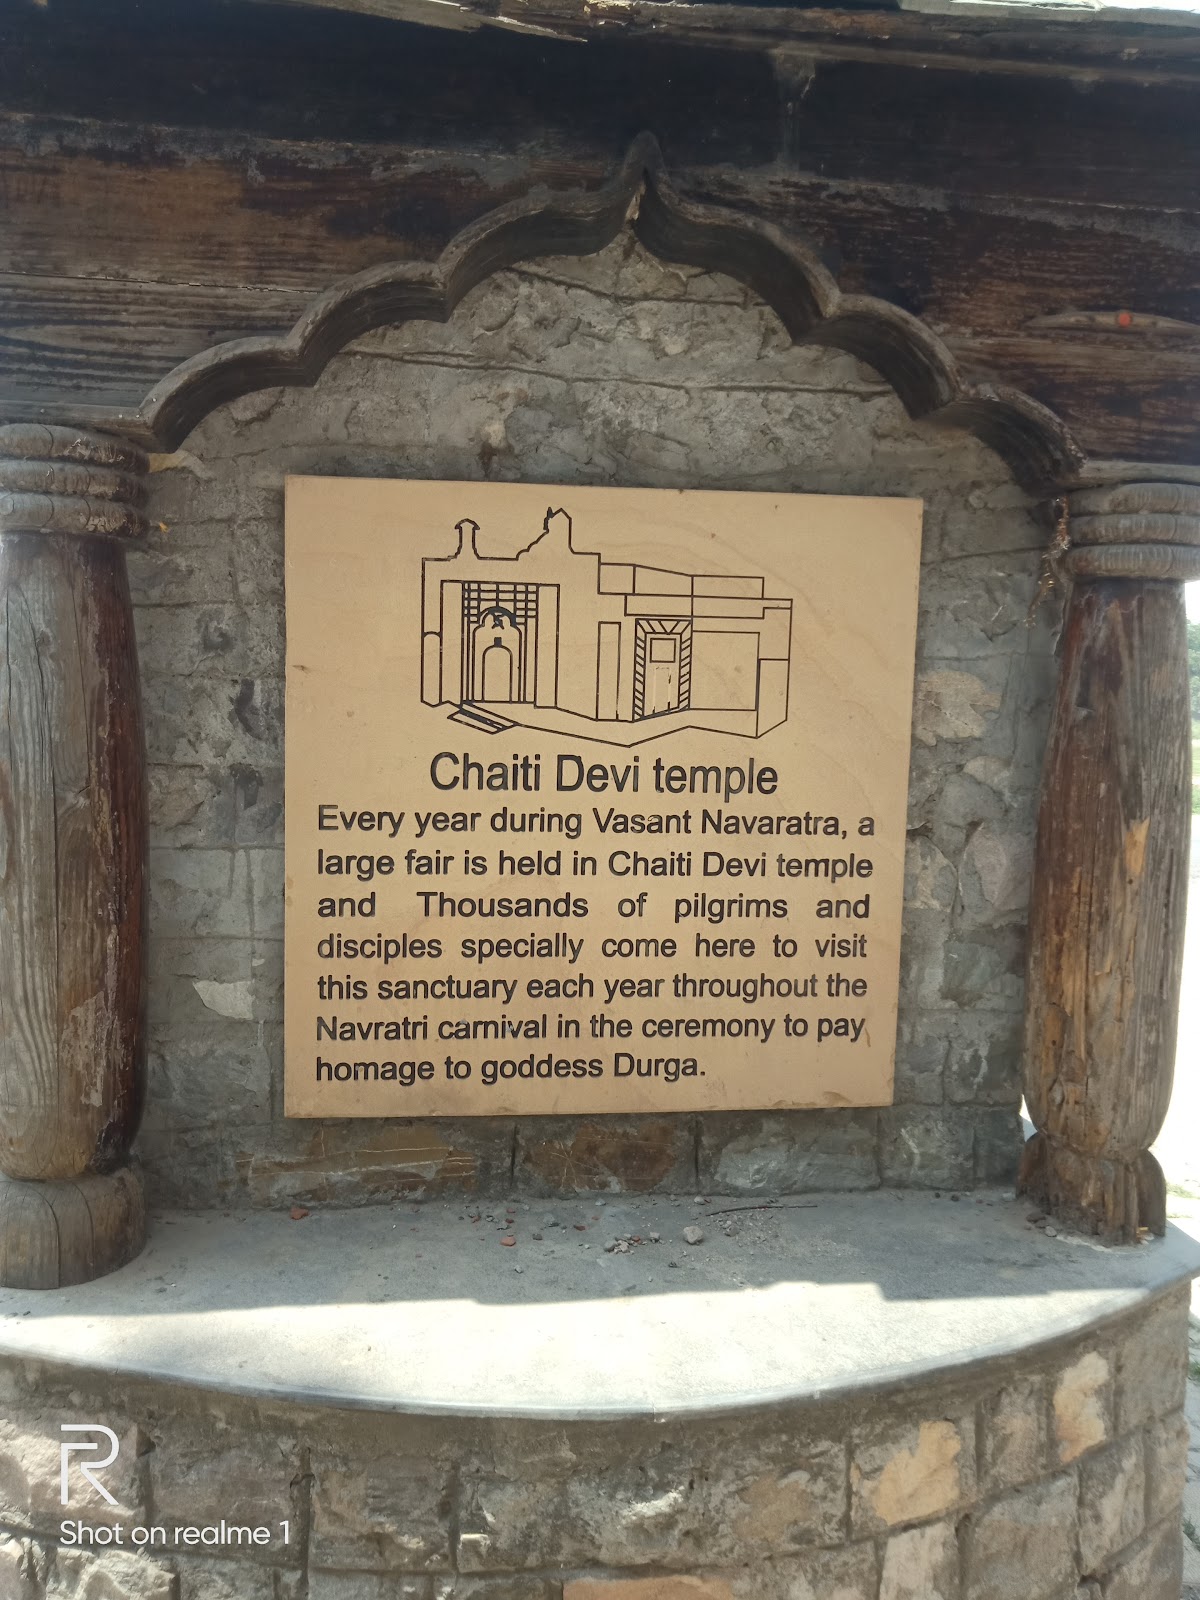 Chaiti Devi temple
Every year during Vasant Navaratra, a
large fair is held in Chaiti Devi temple
and Thousands of pilgrims and
disciples specially come here to visit
this sanctuary each year throughout the
Navratri carnival in the ceremony to pay
homage to goddess Durga.
R
Shot on realme 1